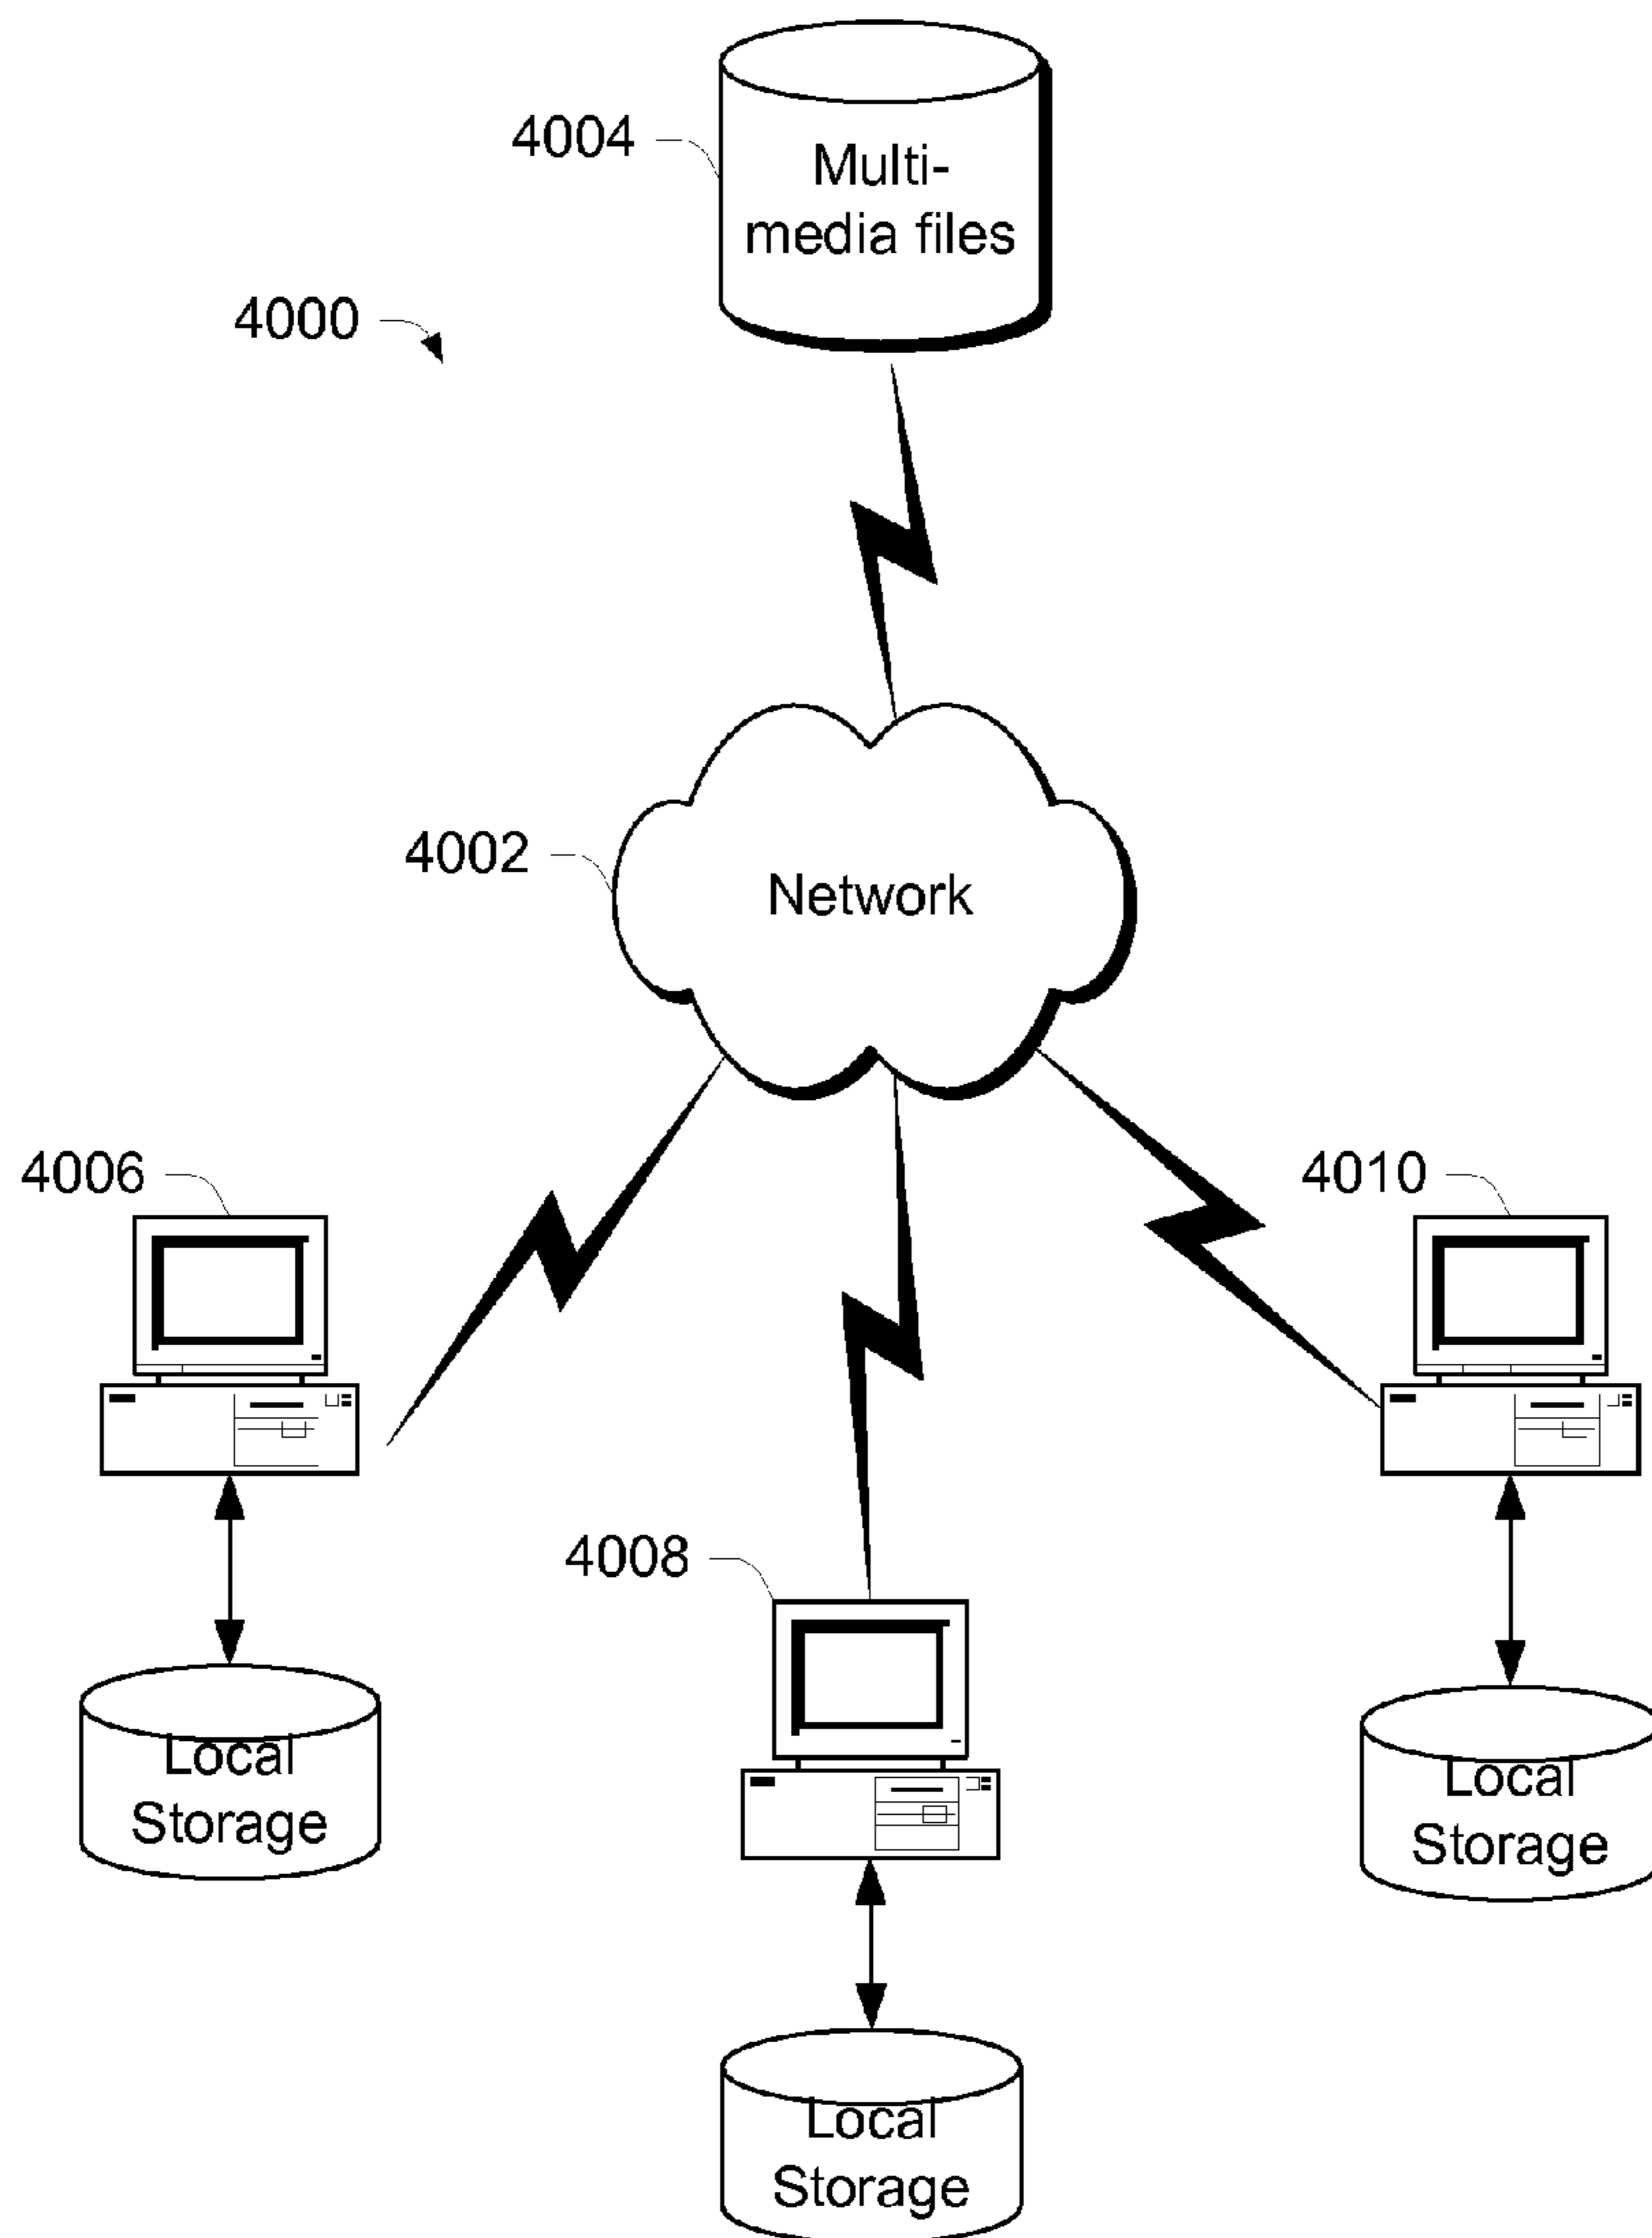 4004
Multi-
media files
4000
4002
Network
4006
4010
4008
Local
Storage
Local
Storage
Local
Storage